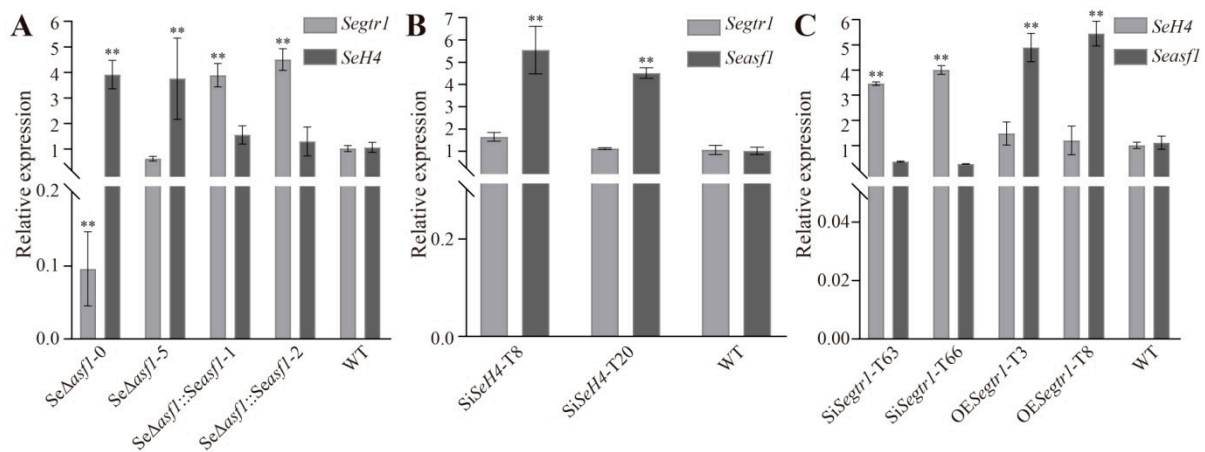 A
Relative expression
6
5
4
3
2
1
0.2
0.1
0.0
Segtr1
SeH4
**
**
**
**
**
SeΔasf1-0
SeΔasf1-5
SeΔasf1::Seasf1-1
SeΔasf1::Seasf1-2
WT
B
Relative expression
7
6
5
4
3
2
1
0.2
0.0
Segtr1
Seasf1
**
**
SiSeH4-T8
SiSeH4-T20
WT
C
Relative expression
6
5
4
3
2
1
0.04
0.02
0.00
SeH4
Seasf1
**
**
**
**
SiSegtr1-T63
SiSegtr1-T66
OESegtr1-T3
OESegtr1-T8
WT